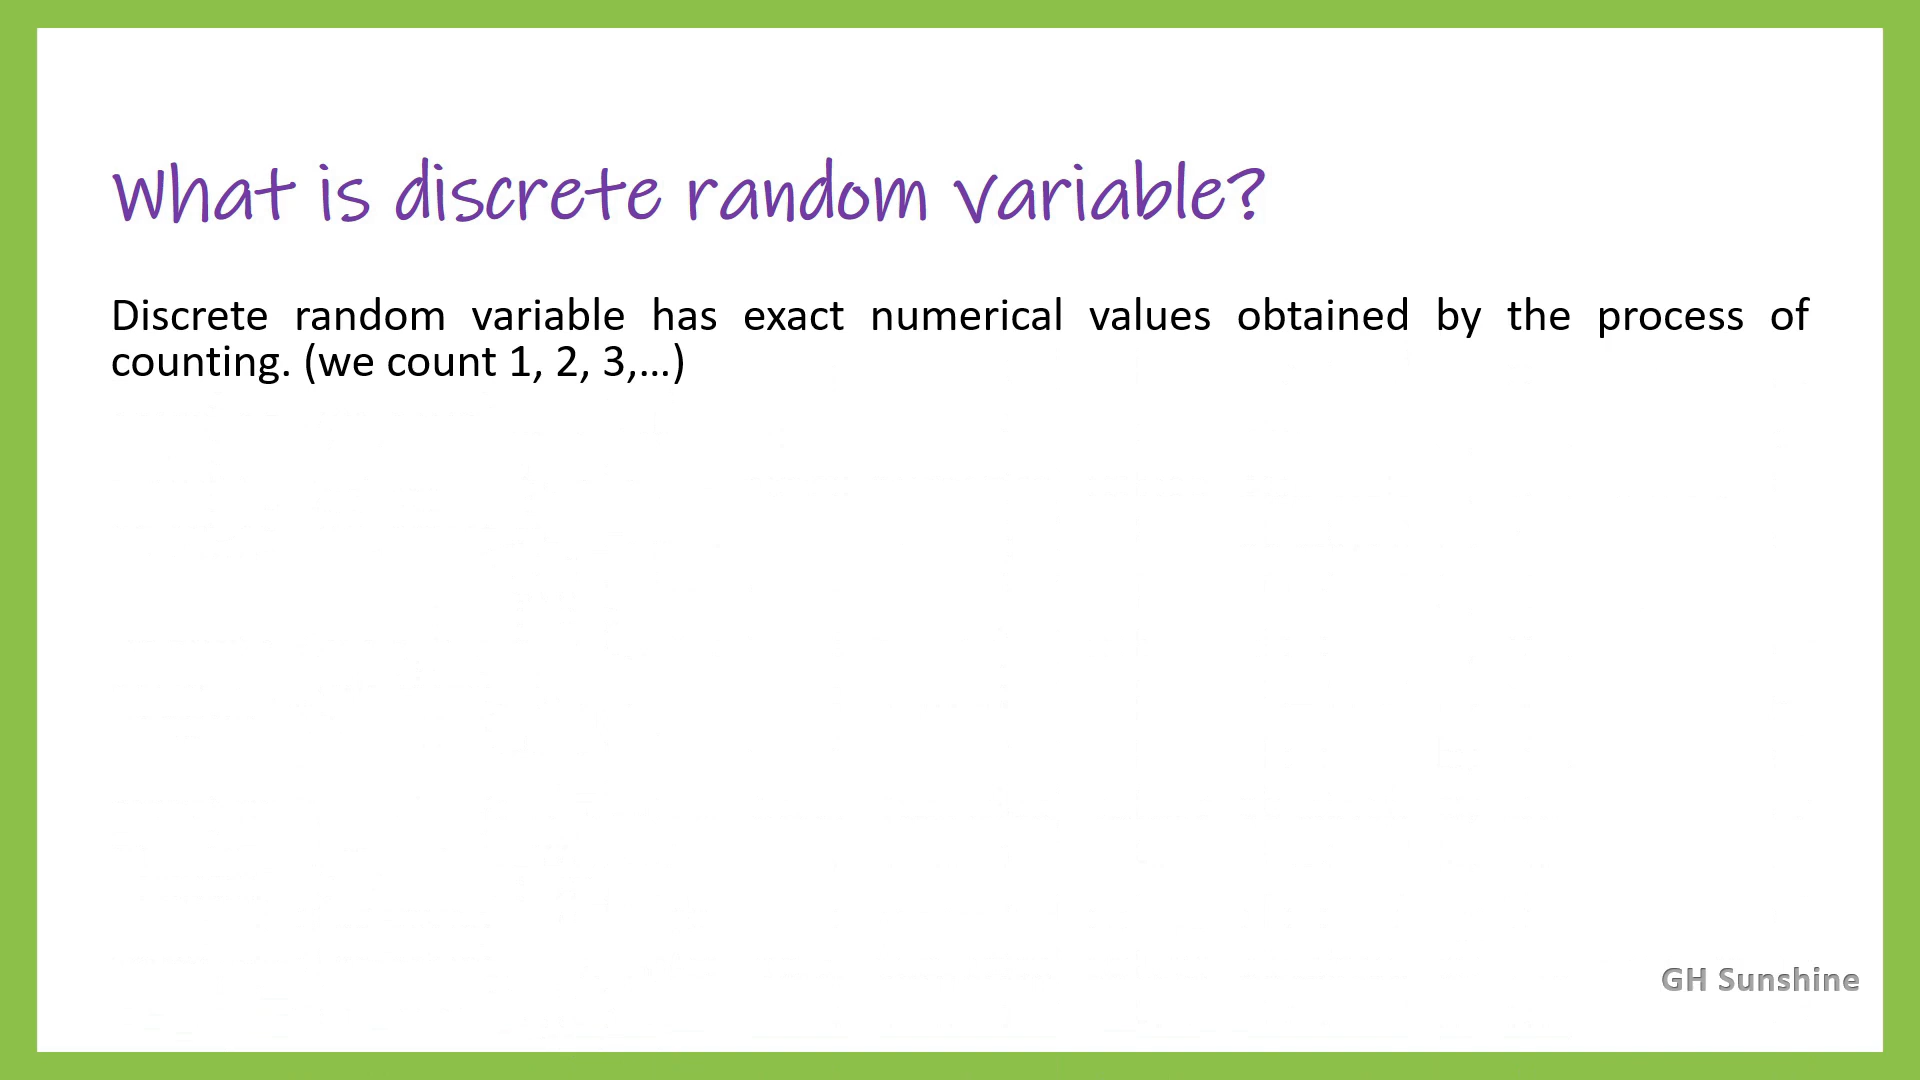 What is discrete random variable?
Discrete random variable has exact numerical values obtained by the process of
counting. (we count 1, 2, 3,...)
GH Sunshine